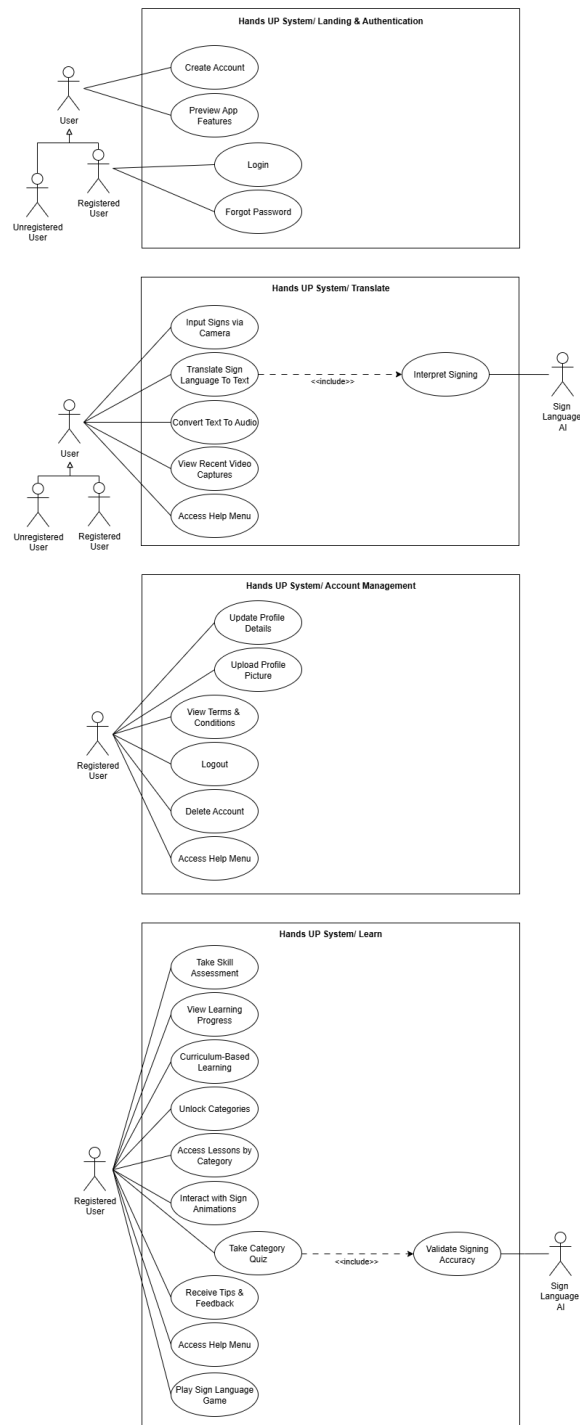 Hands UP System/ Landing & Authentication
Create Account
Preview App
Features
User
Login
Forgot Password
Unregistered
User
Registered
User
Hands UP System/ Translate
Input Signs via
Camera
Translate Sign
Language To Text
<<include>>
Interpret Signing
Sign
Language
AI
Convert Text To Audio
User
View Recent Video
Captures
Access Help Menu
Unregistered
User
Registered
User
Hands UP System/ Account Management
Update Profile
Details
Upload Profile
Picture
View Terms &
Conditions
Registered
User
Logout
Delete Account
Access Help Menu
Hands UP System/ Learn
Take Skill
Assessment
View Learning
Progress
Curriculum-Based
Learning
Unlock Categories
Access Lessons by
Category
Registered
User
Interact with Sign
Animations
Take Category
Quiz
<<include>>
Validate Signing
Accuracy
Sign
Language
AI
Receive Tips &
Feedback
Access Help Menu
Play Sign Language
Game